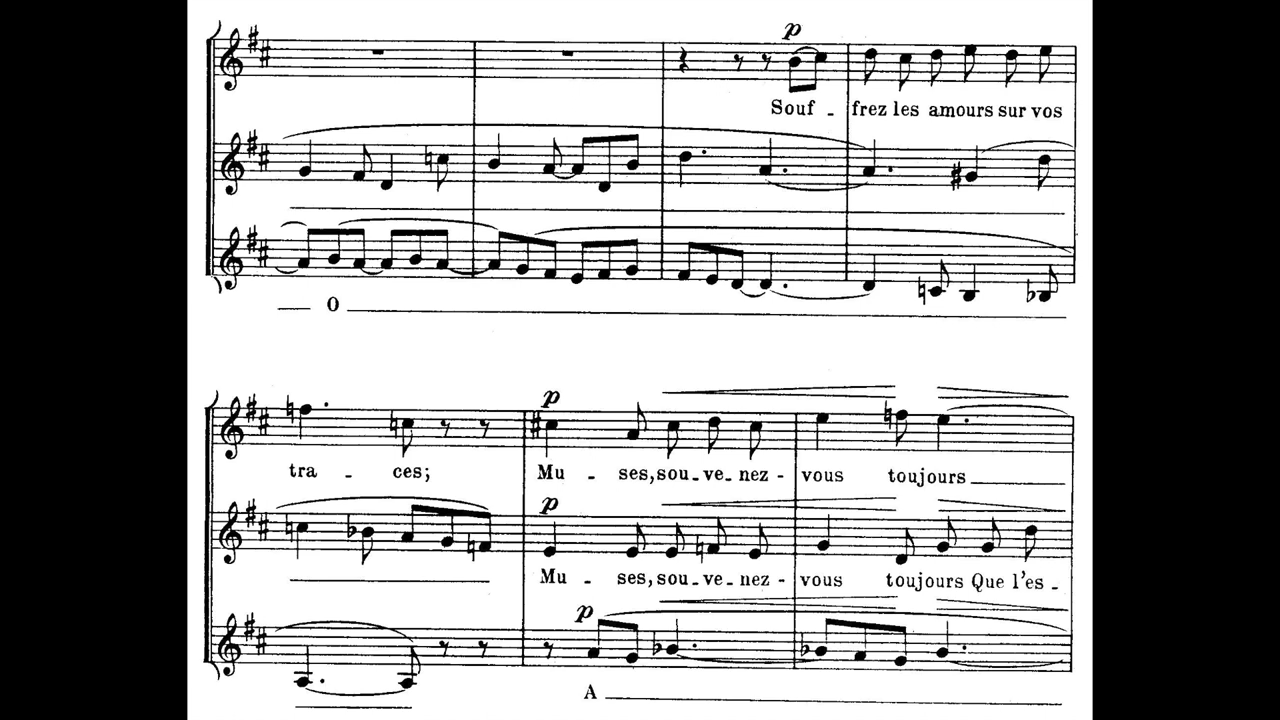 p
Souf - frez les amours sur vos
O
p
tra - ces; Mu - ses, sou - ve - nez - vous toujours
p
Mu - ses, sou - ve - nez - vous toujours Que l'es -
p
A